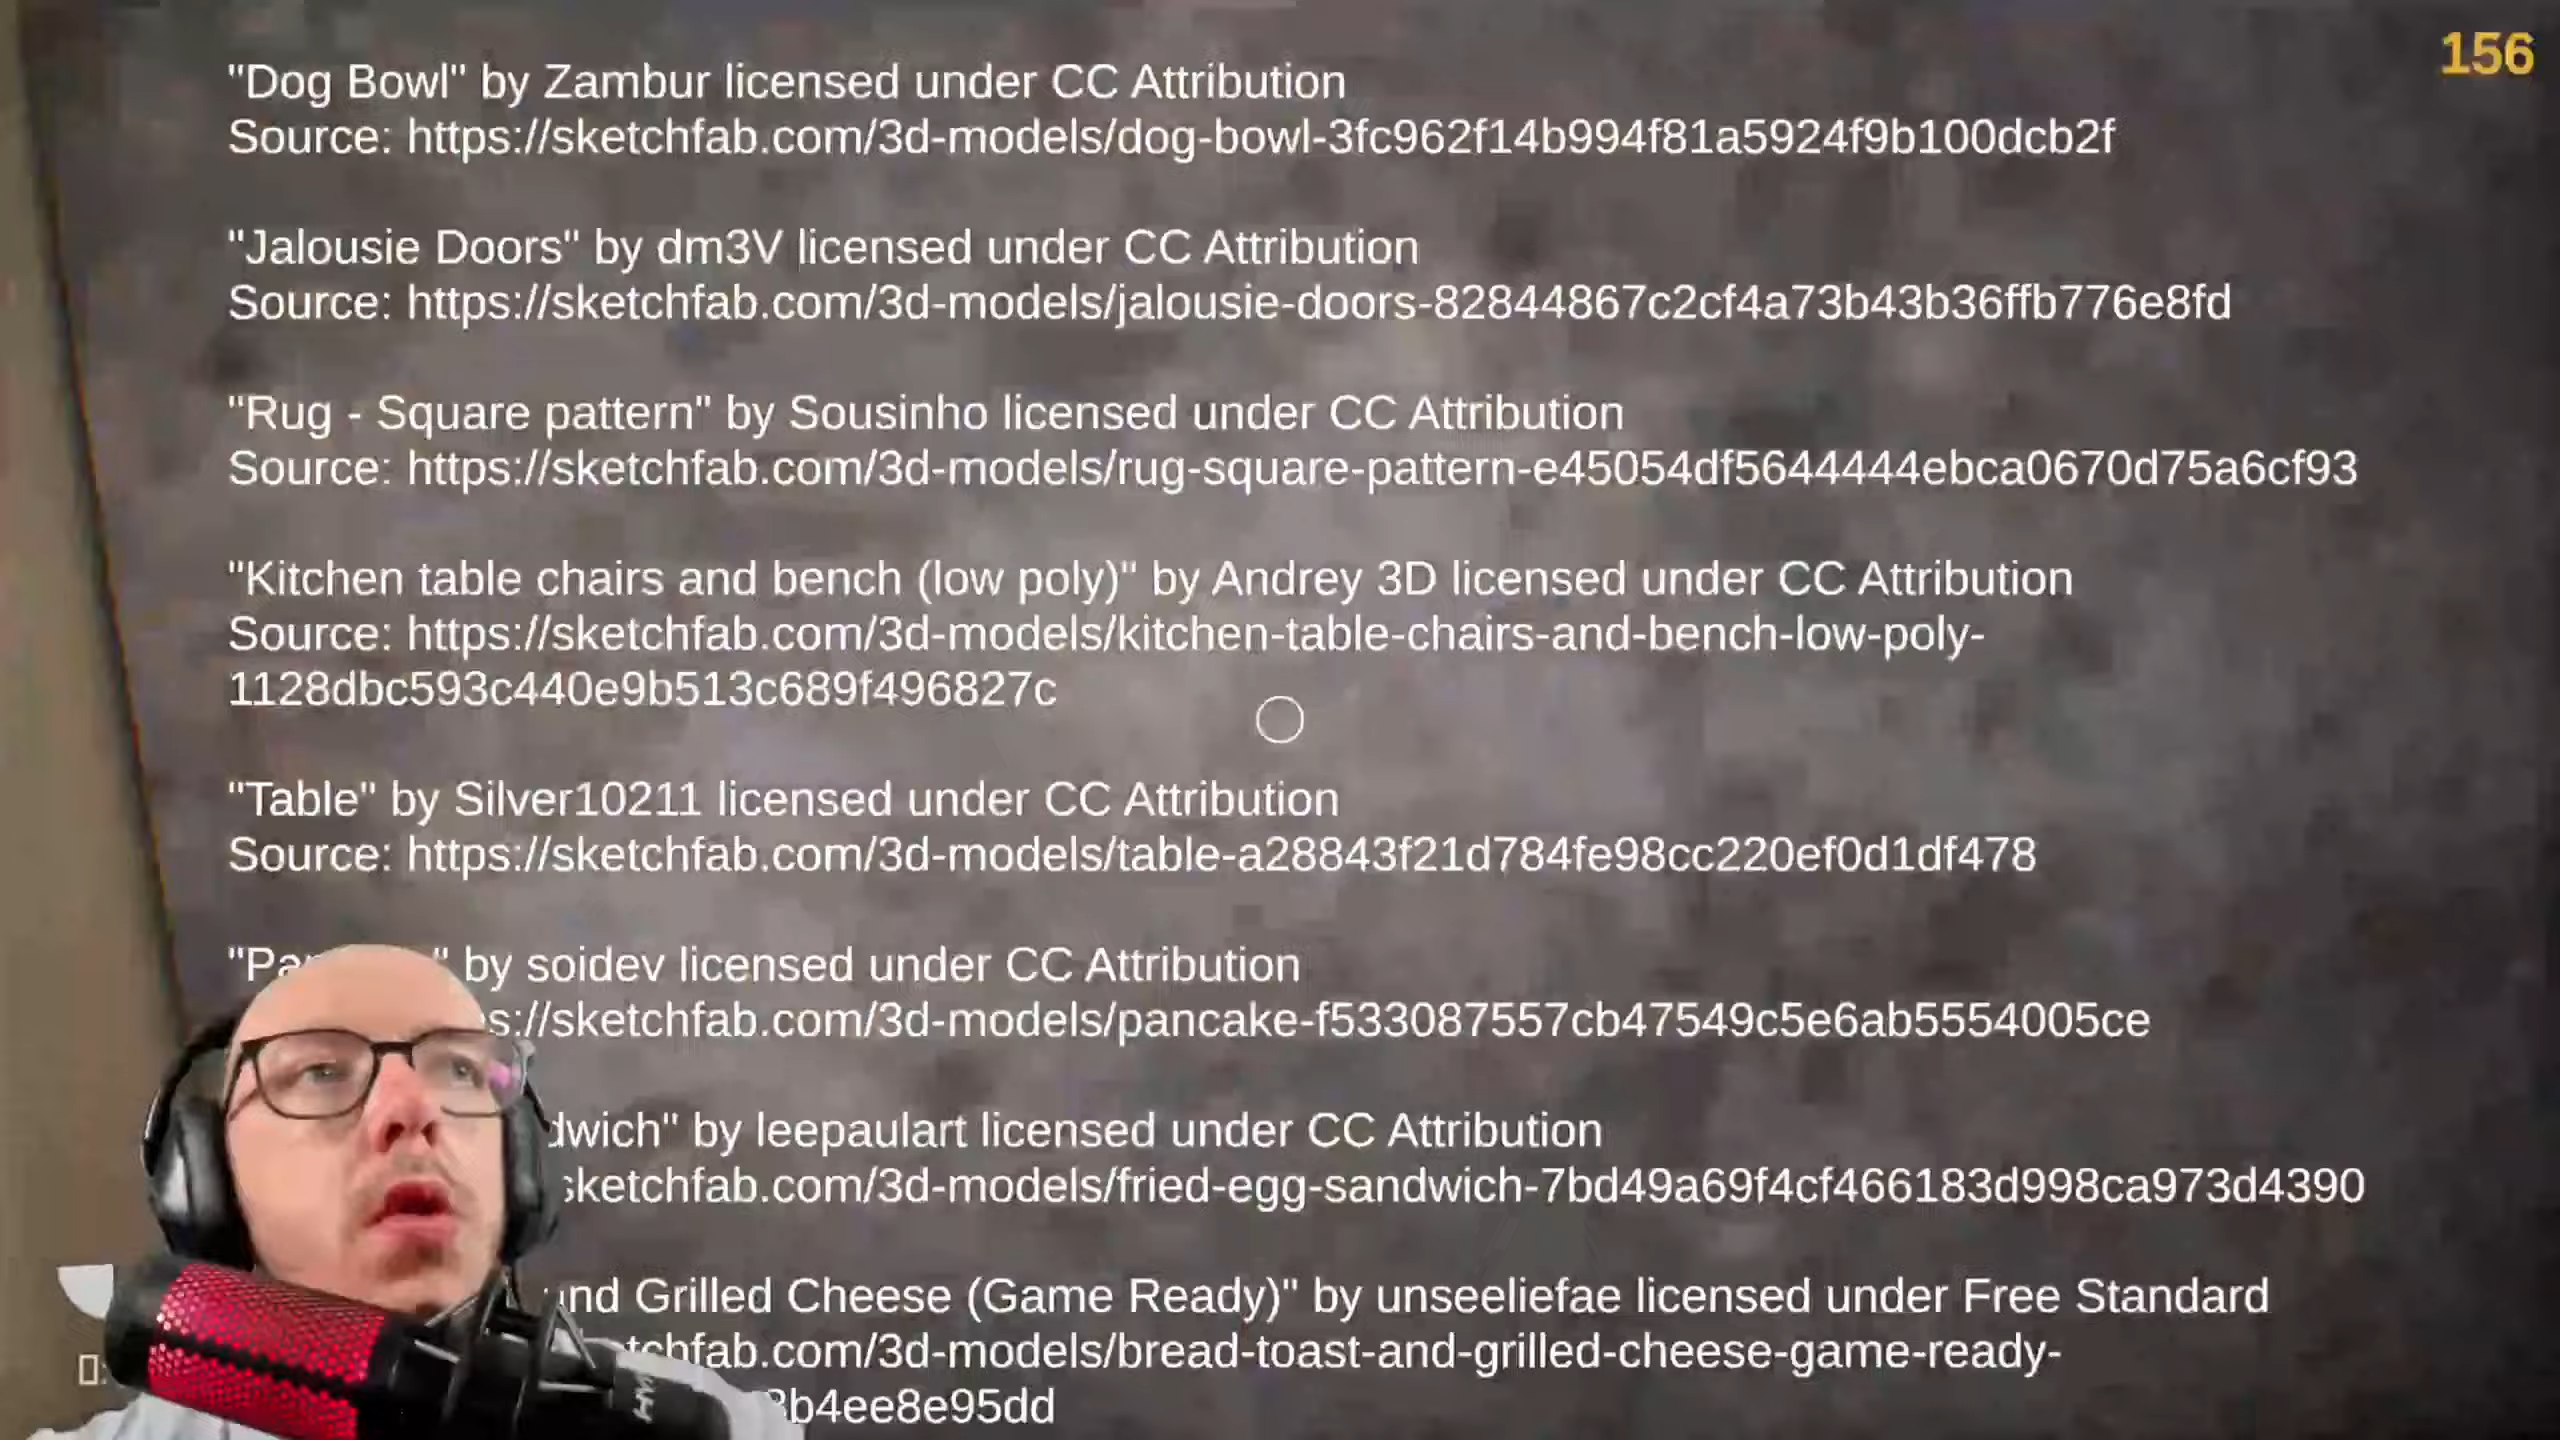 156
"Dog Bowl" by Zambur licensed under CC Attribution
Source: https://sketchfab.com/3d-models/dog-bowl-3fc962f14b994f81a5924f9b100dcb2f
"Jalousie Doors" by dm3V licensed under CC Attribution
Source: https://sketchfab.com/3d-models/jalousie-doors-82844867c2cf4a73b43b36ffb776e8fd
"Rug - Square pattern" by Sousinho licensed under CC Attribution
Source: https://sketchfab.com/3d-models/rug-square-pattern-e45054df5644444ebca0670d75a6cf93
"Kitchen table chairs and bench (low poly)" by Andrey 3D licensed under CC Attribution
Source: https://sketchfab.com/3d-models/kitchen-table-chairs-and-bench-low-poly-
1128dbc593c440e9b513c689f496827c
"Table" by Silver10211 licensed under CC Attribution
Source: https://sketchfab.com/3d-models/table-a28843f21d784fe98cc220ef0d1df478
by soidev licensed under CC Attribution
s://sketchfab.com/3d-models/pancake-f533087557cb47549c5e6ab5554005ce
dwich" by leepaulart licensed under CC Attribution
sketchfab.com/3d-models/fried-egg-sandwich-7bd49a69f4cf466183d998ca973d4390
and Grilled Cheese (Game Ready)" by unseeliefae licensed under Free Standard
tchfab.com/3d-models/bread-toast-and-grilled-cheese-game-ready-
b4ee8e95dd